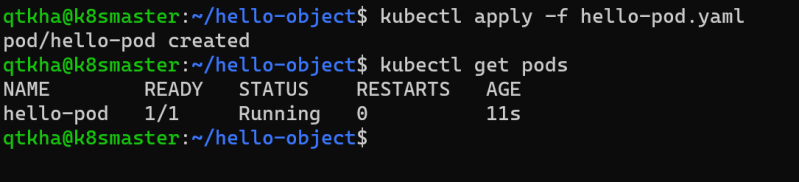 qtkha@k8smaster:~/hello-object$ kubectl apply -f hello-pod.yaml
pod/hello-pod created
qtkha@k8smaster:~/hello-object$ kubectl get pods
NAME        READY   STATUS    RESTARTS   AGE
hello-pod   1/1     Running   0          11s
qtkha@k8smaster:~/hello-object$